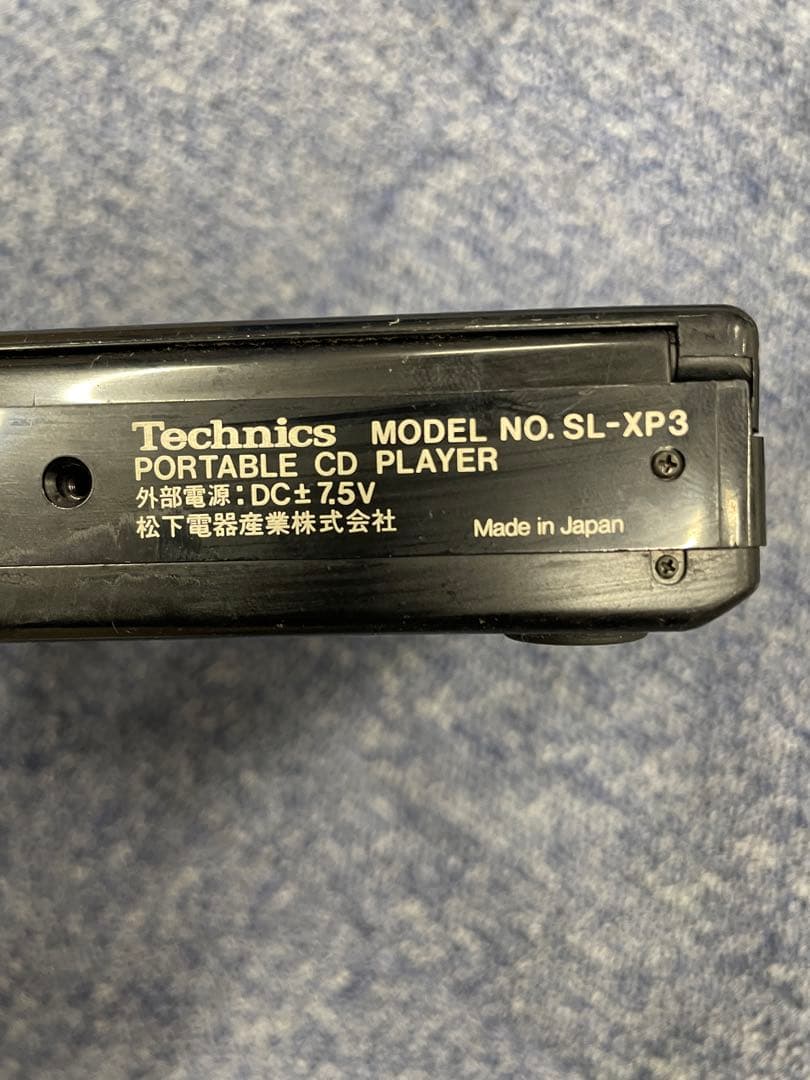 Technics MODEL NO. SL-XP3
PORTABLE CD PLAYER
外部電源:DC±7.5V
松下電器産業株式会社 Made in Japan